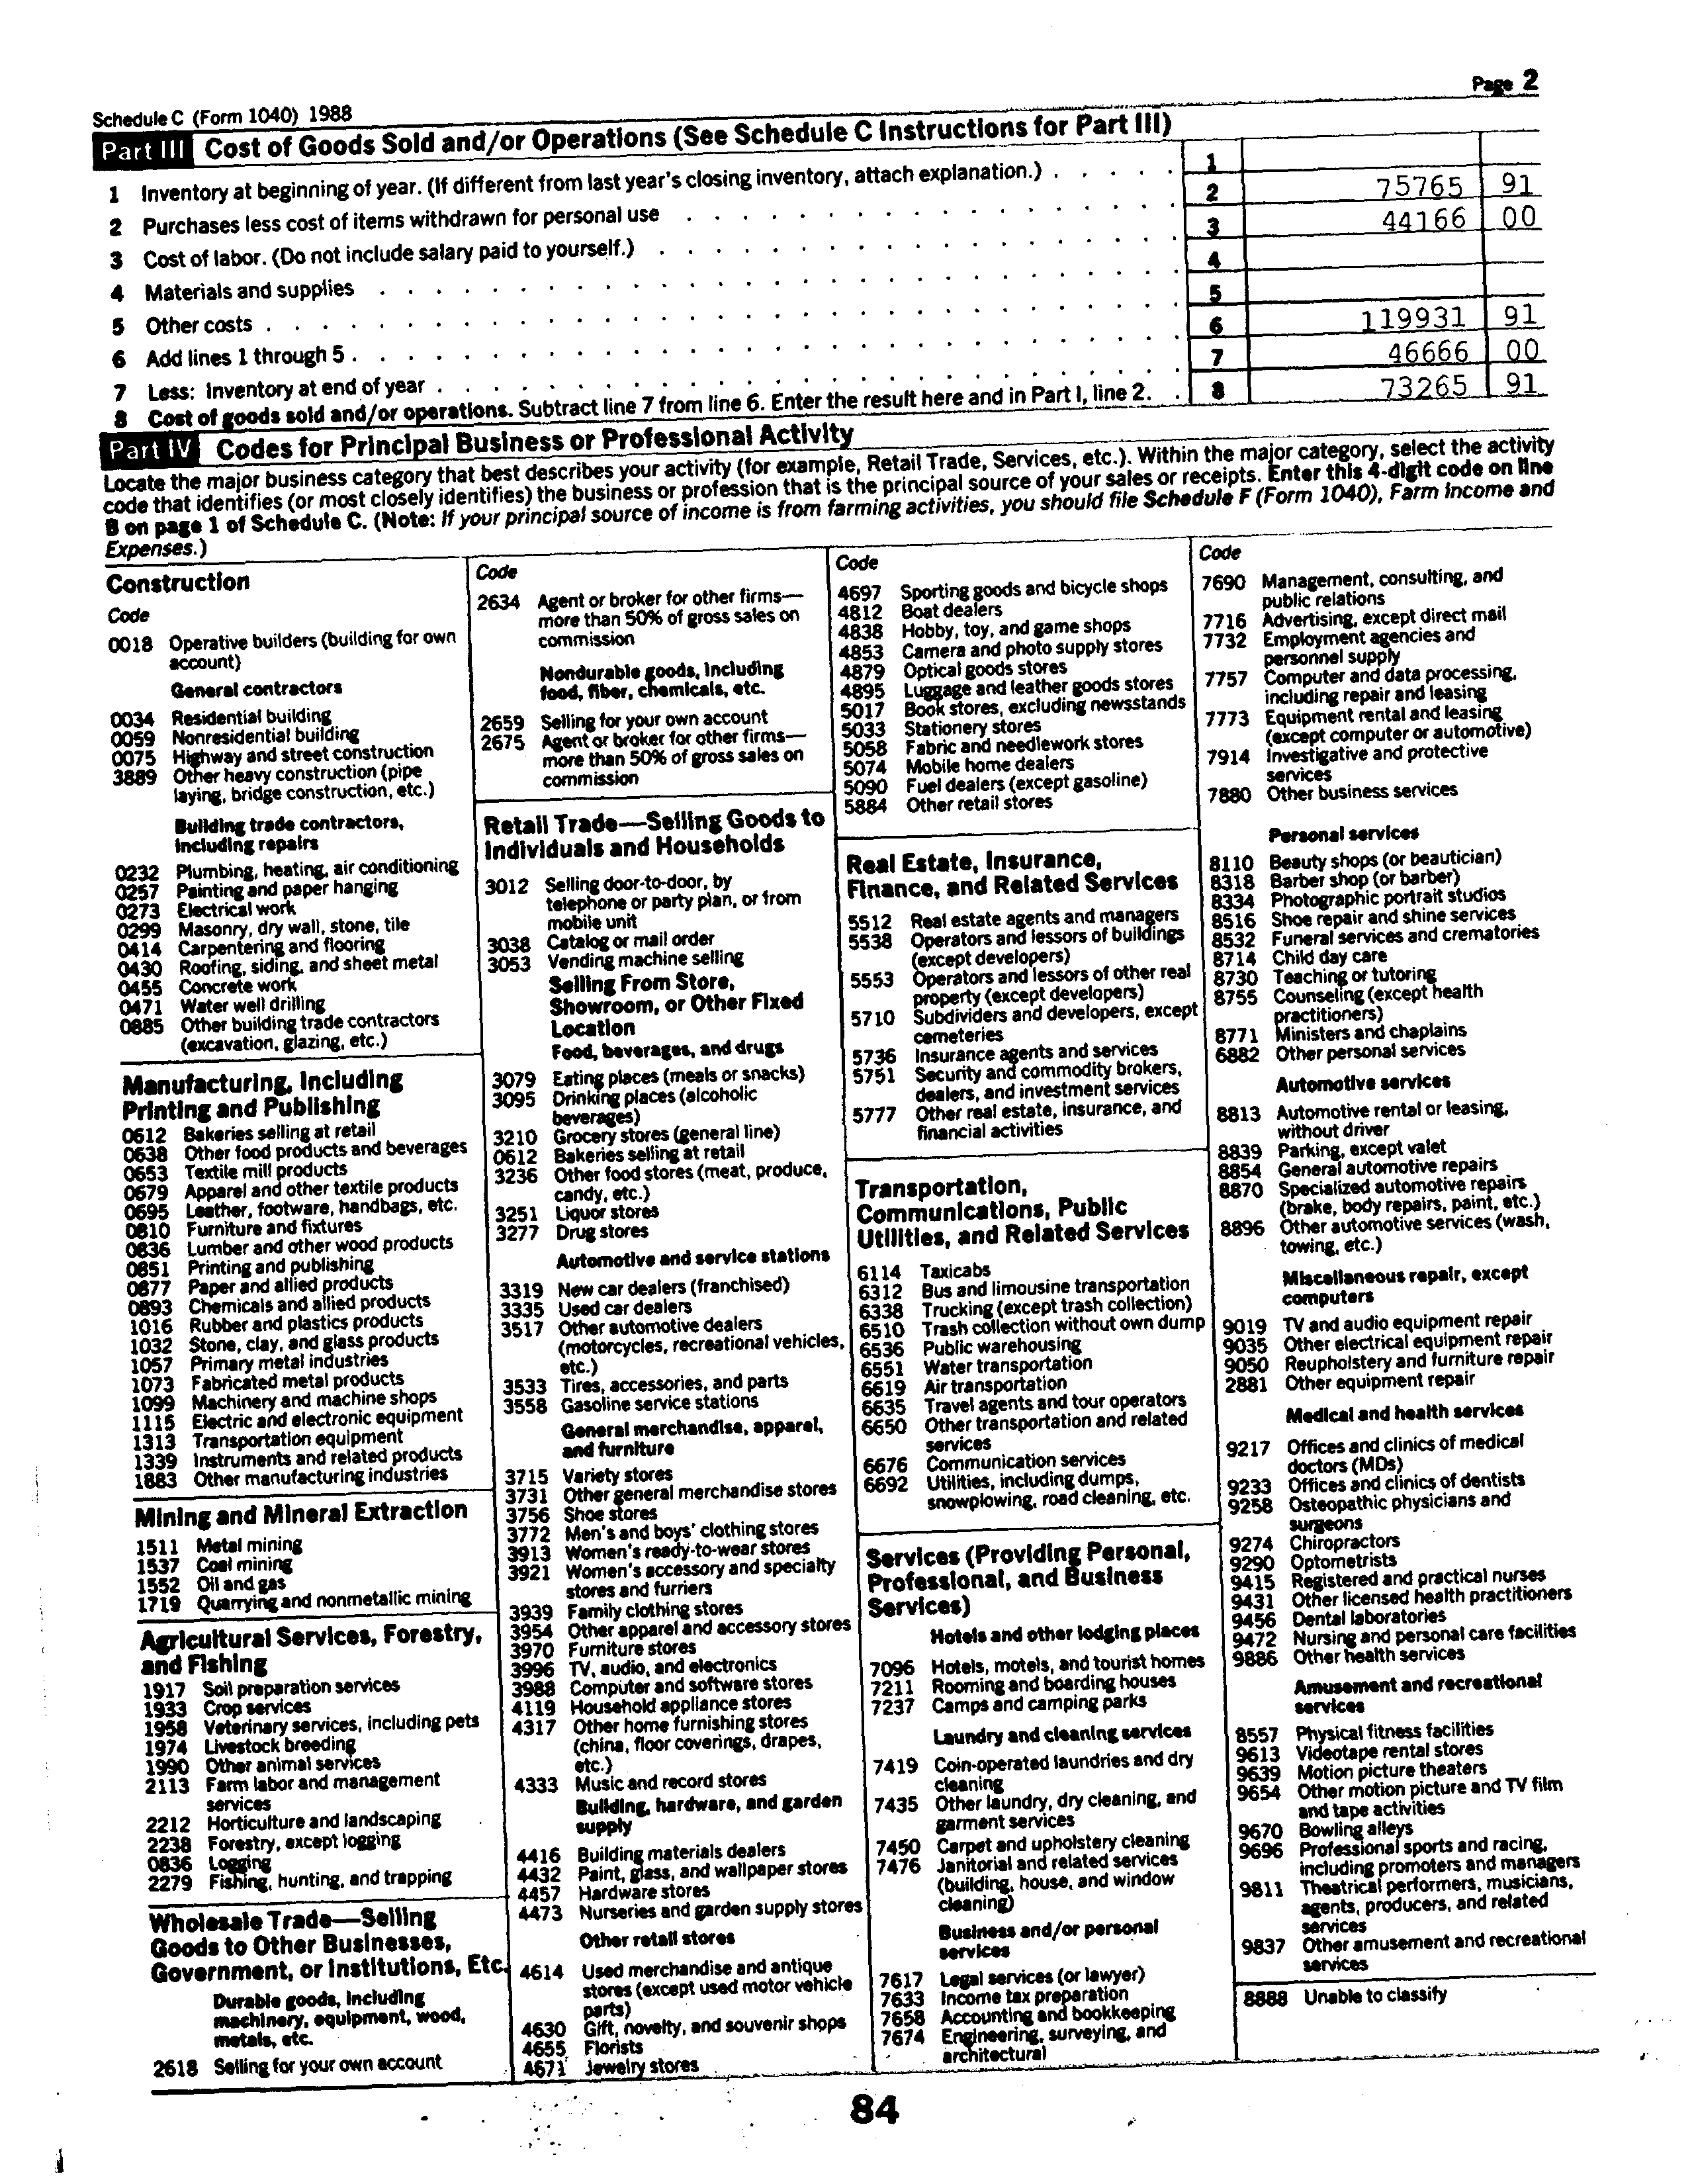 Page 2
Schedule C (Form 1040) 1988
Part III Cost of Goods Sold and/or Operations (See Schedule C Instructions for Part III)
1 Inventory at beginning of year. (If different from last year's closing inventory, attach explanation.) . . . . . 1
2 Purchases less cost of items withdrawn for personal use 2 75765 91
3 Cost of labor. (Do not include salary paid to yourself.) 3 44166 00
4 Materials and supplies 4
5 Other costs 5
6 Add lines 1 through 5 6 119931 91
7 Less: Inventory at end of year 7 46666 00
8 Cost of goods sold and/or operations. Subtract line 7 from line 6. Enter the result here and in Part I, line 2. . 8 73265 91
Part IV Codes for Principal Business or Professional Activity
Locate the major business category that best describes your activity (for example, Retail Trade, Services, etc.). Within the major category, select the activity
code that identifies (or most closely identifies) the business or profession that is the principal source of your sales or receipts. Enter this 4-digit code on line
B on page 1 of Schedule C. (Note: If your principal source of income is from farming activities, you should file Schedule F (Form 1040), Farm Income and
Expenses.)
Construction
Code
0018 Operative builders (building for own
account)
General contractors
0034 Residential building
0059 Nonresidential building
0075 Highway and street construction
3889 Other heavy construction (pipe
laying, bridge construction, etc.)
Building trade contractors,
including repairs
0232 Plumbing, heating, air conditioning
0257 Painting and paper hanging
0273 Electrical work
0299 Masonry, dry wall, stone, tile
0414 Carpentering and flooring
0430 Roofing, siding, and sheet metal
0455 Concrete work
0471 Water well drilling
0885 Other building trade contractors
(excavation, glazing, etc.)
Manufacturing, Including
Printing and Publishing
0612 Bakeries selling at retail
0638 Other food products and beverages
0653 Textile mill products
0679 Apparel and other textile products
0695 Leather, footware, handbags, etc.
0810 Furniture and fixtures
0836 Lumber and other wood products
0851 Printing and publishing
0877 Paper and allied products
0893 Chemicals and allied products
1016 Rubber and plastics products
1032 Stone, clay, and glass products
1057 Primary metal industries
1073 Fabricated metal products
1099 Machinery and machine shops
1115 Electric and electronic equipment
1313 Transportation equipment
1339 Instruments and related products
1883 Other manufacturing industries
Mining and Mineral Extraction
1511 Metal mining
1537 Coal mining
1552 Oil and gas
1719 Quarrying and nonmetallic mining
Agricultural Services, Forestry,
and Fishing
1917 Soil preparation services
1933 Crop services
1958 Veterinary services, including pets
1974 Livestock breeding
1990 Other animal services
2113 Farm labor and management
services
2212 Horticulture and landscaping
2238 Forestry, except logging
0836 Logging
2279 Fishing, hunting, and trapping
Wholesale Trade—Selling
Goods to Other Businesses,
Government, or Institutions, Etc.
Durable goods, including
machinery, equipment, wood,
metals, etc.
2618 Selling for your own account
Code
2634 Agent or broker for other firms—
more than 50% of gross sales on
commission
Nondurable goods, including
food, fiber, chemicals, etc.
2659 Selling for your own account
2675 Agent or broker for other firms—
more than 50% of gross sales on
commission
Retail Trade—Selling Goods to
Individuals and Households
3012 Selling door-to-door, by
telephone or party plan, or from
mobile unit
3038 Catalog or mail order
3053 Vending machine selling
Selling From Store,
Showroom, or Other Fixed
Location
Food, beverages, and drugs
3079 Eating places (meals or snacks)
3095 Drinking places (alcoholic
beverages)
3210 Grocery stores (general line)
0612 Bakeries selling at retail
3236 Other food stores (meat, produce,
candy, etc.)
3251 Liquor stores
3277 Drug stores
Automotive and service stations
3319 New car dealers (franchised)
3335 Used car dealers
3517 Other automotive dealers
(motorcycles, recreational vehicles,
etc.)
3533 Tires, accessories, and parts
3558 Gasoline service stations
General merchandise, apparel,
and furniture
3715 Variety stores
3731 Other general merchandise stores
3756 Shoe stores
3772 Men's and boys' clothing stores
3913 Women's ready-to-wear stores
3921 Women's accessory and specialty
stores and furriers
3939 Family clothing stores
3954 Other apparel and accessory stores
3970 Furniture stores
3996 TV, audio, and electronics
3988 Computer and software stores
4119 Household appliance stores
4317 Other home furnishing stores
(china, floor coverings, drapes,
etc.)
4333 Music and record stores
Building, hardware, and garden
supply
4416 Building materials dealers
4432 Paint, glass, and wallpaper stores
4457 Hardware stores
4473 Nurseries and garden supply stores
Other retail stores
4614 Used merchandise and antique
stores (except used motor vehicle
parts)
4630 Gift, novelty, and souvenir shops
4655 Florists
4671 Jewelry stores
Code
4697 Sporting goods and bicycle shops
4812 Boat dealers
4838 Hobby, toy, and game shops
4853 Camera and photo supply stores
4879 Optical goods stores
4895 Luggage and leather goods stores
5017 Book stores, excluding newsstands
5033 Stationery stores
5058 Fabric and needlework stores
5074 Mobile home dealers
5090 Fuel dealers (except gasoline)
5884 Other retail stores
Real Estate, Insurance,
Finance, and Related Services
5512 Real estate agents and managers
5538 Operators and lessors of buildings
(except developers)
5553 Operators and lessors of other real
property (except developers)
5710 Subdividers and developers, except
cemeteries
5736 Insurance agents and services
5751 Security and commodity brokers,
dealers, and investment services
5777 Other real estate, insurance, and
financial activities
Transportation,
Communications, Public
Utilities, and Related Services
6114 Taxicabs
6312 Bus and limousine transportation
6338 Trucking (except trash collection)
6510 Trash collection without own dump
6536 Public warehousing
6551 Water transportation
6619 Air transportation
6635 Travel agents and tour operators
6650 Other transportation and related
services
6676 Communication services
6692 Utilities, including dumps,
snowplowing, road cleaning, etc.
Services (Providing Personal,
Professional, and Business
Services)
Hotels and other lodging places
7096 Hotels, motels, and tourist homes
7211 Rooming and boarding houses
7237 Camps and camping parks
Laundry and cleaning services
7419 Coin-operated laundries and dry
cleaning
7435 Other laundry, dry cleaning, and
garment services
7450 Carpet and upholstery cleaning
7476 Janitorial and related services
(building, house, and window
cleaning)
Business and/or personal
services
7617 Legal services (or lawyer)
7633 Income tax preparation
7658 Accounting and bookkeeping
7674 Engineering, surveying, and
architectural
Code
7690 Management, consulting, and
public relations
7716 Advertising, except direct mail
7732 Employment agencies and
personnel supply
7757 Computer and data processing,
including repair and leasing
7773 Equipment rental and leasing
(except computer or automotive)
7914 Investigative and protective
services
7880 Other business services
Personal services
8110 Beauty shops (or beautician)
8318 Barber shop (or barber)
8334 Photographic portrait studios
8516 Shoe repair and shine services
8532 Funeral services and crematories
8714 Child day care
8730 Teaching or tutoring
8755 Counseling (except health
practitioners)
8771 Ministers and chaplains
6882 Other personal services
Automotive services
8813 Automotive rental or leasing,
without driver
8839 Parking, except valet
8854 General automotive repairs
8870 Specialized automotive repairs
(brake, body repairs, paint, etc.)
8896 Other automotive services (wash,
towing, etc.)
Miscellaneous repair, except
computers
9019 TV and audio equipment repair
9035 Other electrical equipment repair
9050 Reupholstery and furniture repair
2881 Other equipment repair
Medical and health services
9217 Offices and clinics of medical
doctors (MDs)
9233 Offices and clinics of dentists
9258 Osteopathic physicians and
surgeons
9274 Chiropractors
9290 Optometrists
9415 Registered and practical nurses
9431 Other licensed health practitioners
9456 Dental laboratories
9472 Nursing and personal care facilities
9886 Other health services
Amusement and recreational
services
8557 Physical fitness facilities
9613 Videotape rental stores
9639 Motion picture theaters
9654 Other motion picture and TV film
and tape activities
9670 Bowling alleys
9696 Professional sports and racing,
including promoters and managers
9811 Theatrical performers, musicians,
agents, producers, and related
services
9837 Other amusement and recreational
services
8888 Unable to classify
84